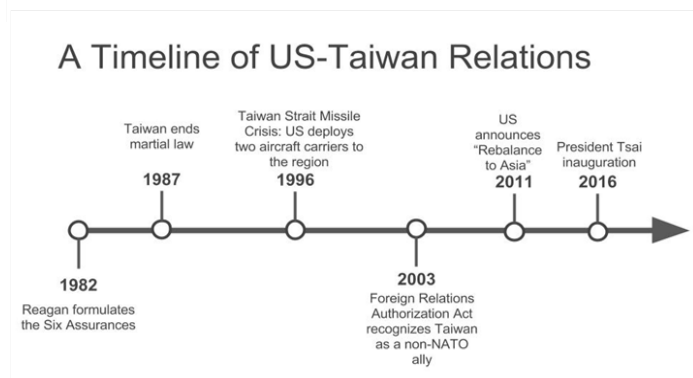 A Timeline of US-Taiwan Relations
Taiwan ends
martial law
1987
Taiwan Strait Missile
Crisis: US deploys
two aircraft carriers to
the region
1996
US
announces
“Rebalance
to Asia”
2011
President Tsai
inauguration
2016
1982
Reagan formulates
the Six Assurances
2003
Foreign Relations
Authorization Act
recognizes Taiwan
as a non-NATO
ally